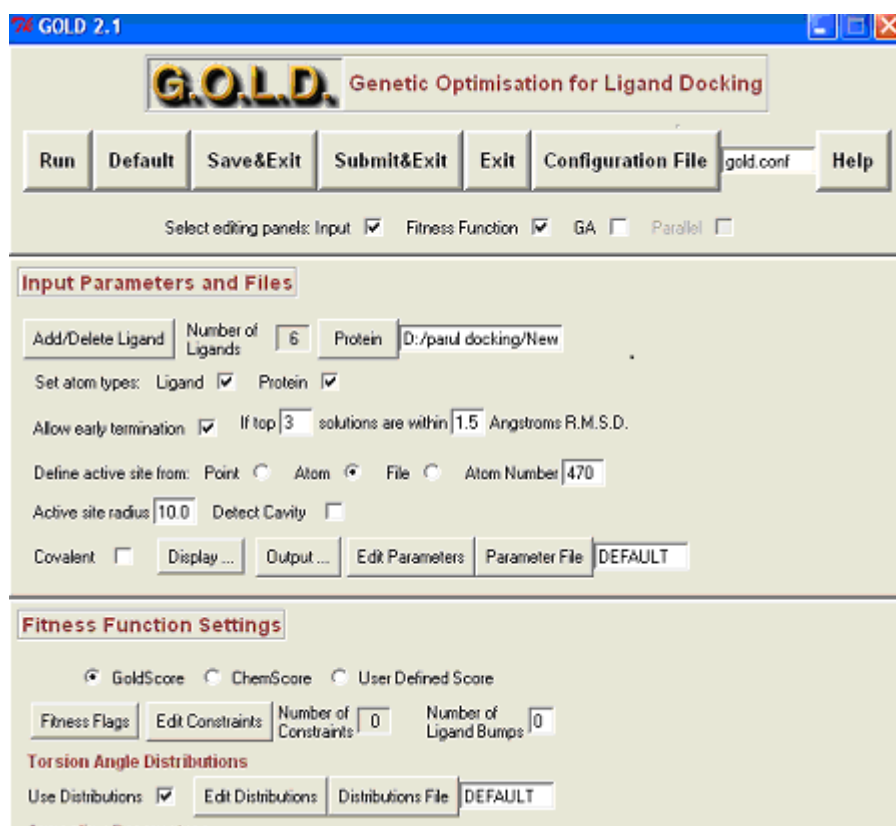 GOLD 2.1
G.O.L.D. Genetic Optimisation for Ligand Docking
Run Default Save&Exit Submit&Exit Exit Configuration File gold.conf Help
Select editing panels: Input Fitness Function GA Parallel
Input Parameters and Files
Add/Delete Ligand Number of Ligands 6 Protein D:/parul docking/New
Set atom types: Ligand Protein
Allow early termination If top 3 solutions are within 1.5 Angstroms R.M.S.D.
Define active site from: Point Atom File Atom Number 470
Active site radius 10.0 Detect Cavity
Covalent Display ... Output ... Edit Parameters Parameter File DEFAULT
Fitness Function Settings
GoldScore ChemScore User Defined Score
Fitness Flags Edit Constraints Number of Constraints 0 Number of Ligand Bumps 0
Torsion Angle Distributions
Use Distributions Edit Distributions Distributions File DEFAULT